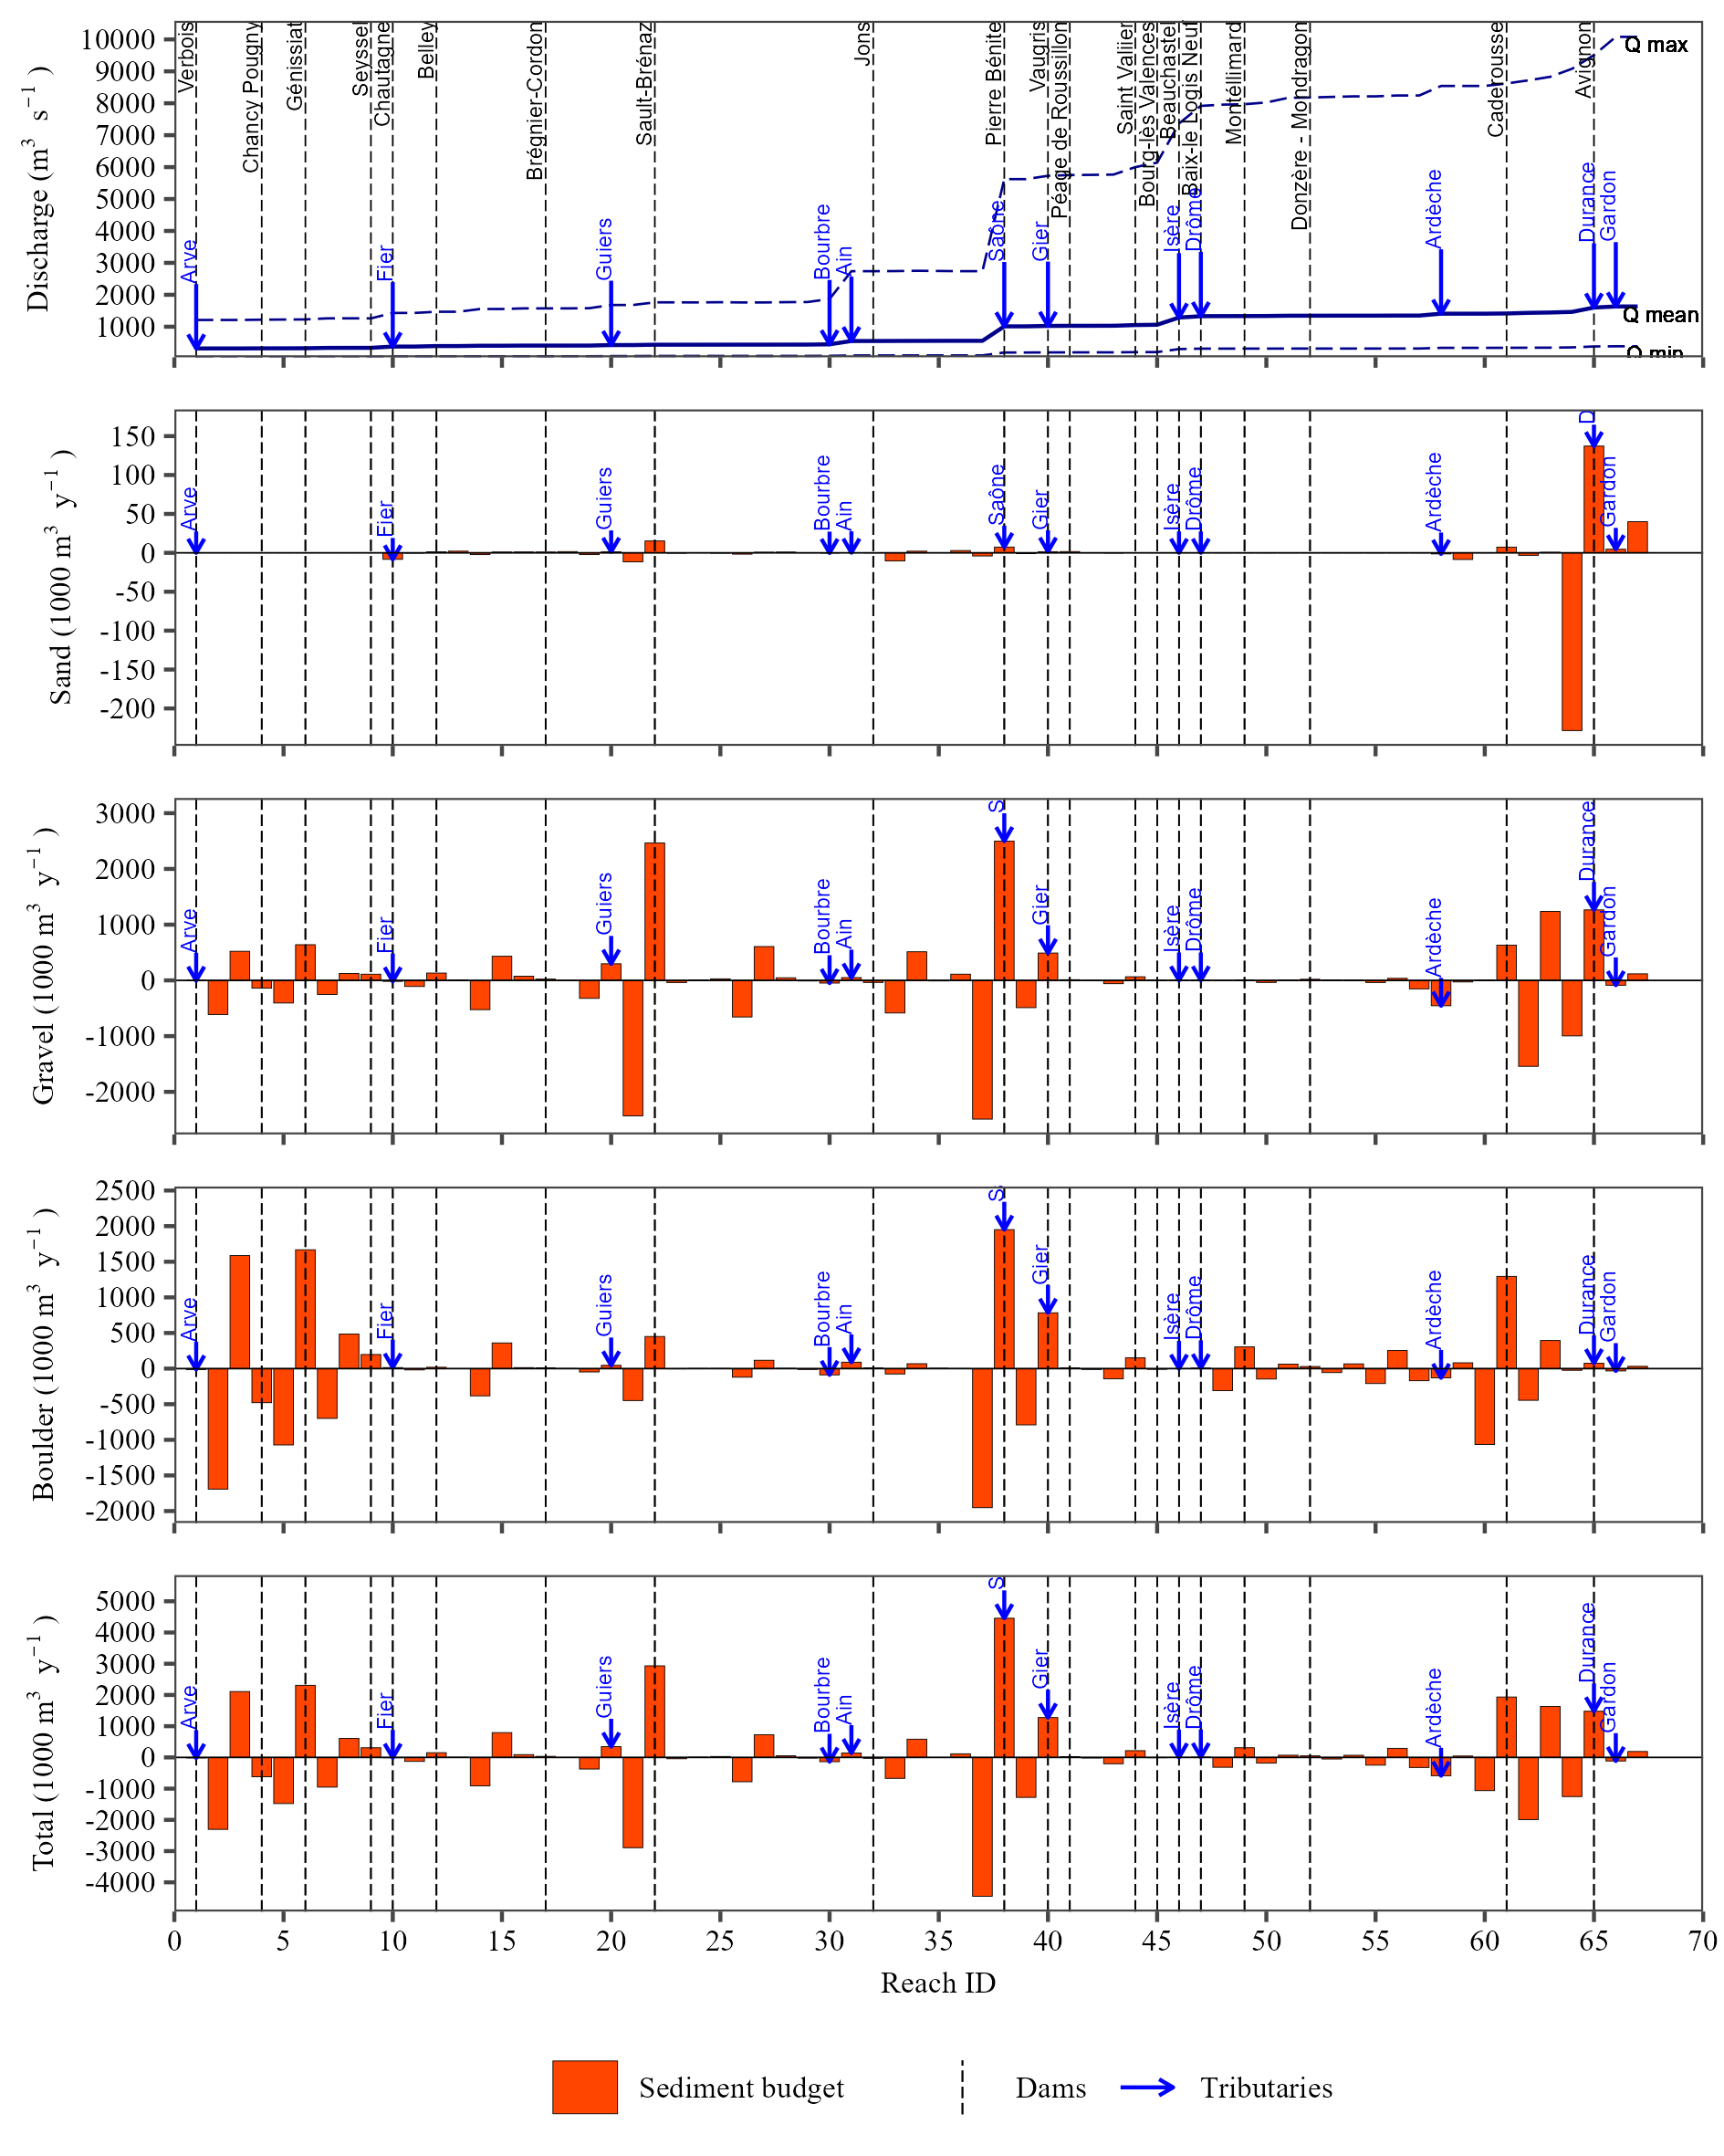 Discharge (m³ s⁻¹)
10000
9000
8000
7000
6000
5000
4000
3000
2000
1000
Verbois
Chancy Pougny
Génissiat
Seyssel
Chautagne
Belley
Brégnier-Cordon
Sault-Brénaz
Jons
Pierre Bénite
Vaugris
Péage de Roussillon
Saint Vallier
Bourg-lès Valences
Beauchastel
Baix-le Logis Neuf
Montélimard
Donzère - Mondragon
Caderousse
Avignon
Arve
Fier
Guiers
Bourbre
Ain
Saône
Gier
Isère
Drôme
Ardèche
Durance
Gardon
Q max
Q mean
Q min
Sand (1000 m³ y⁻¹)
150
100
50
0
-50
-100
-150
-200
Arve
Fier
Guiers
Bourbre
Ain
Saône
Gier
Isère
Drôme
Ardèche
D
Gardon
Gravel (1000 m³ y⁻¹)
3000
2000
1000
0
-1000
-2000
Arve
Fier
Guiers
Bourbre
Ain
S
Gier
Isère
Drôme
Ardèche
Durance
Gardon
Boulder (1000 m³ y⁻¹)
2500
2000
1500
1000
500
0
-500
-1000
-1500
-2000
Arve
Fier
Guiers
Bourbre
Ain
S
Gier
Isère
Drôme
Ardèche
Durance
Gardon
Total (1000 m³ y⁻¹)
5000
4000
3000
2000
1000
0
-1000
-2000
-3000
-4000
Arve
Fier
Guiers
Bourbre
Ain
S
Gier
Isère
Drôme
Ardèche
Durance
Gardon
0 5 10 15 20 25 30 35 40 45 50 55 60 65 70
Reach ID
Sediment budget
Dams
Tributaries